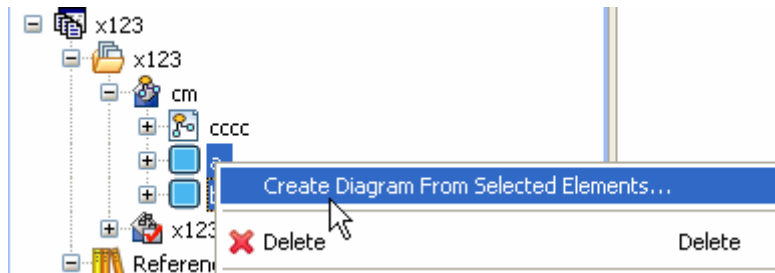 x123
x123
cm
cccc
a
Create Diagram From Selected Elements...
x123
Delete Delete